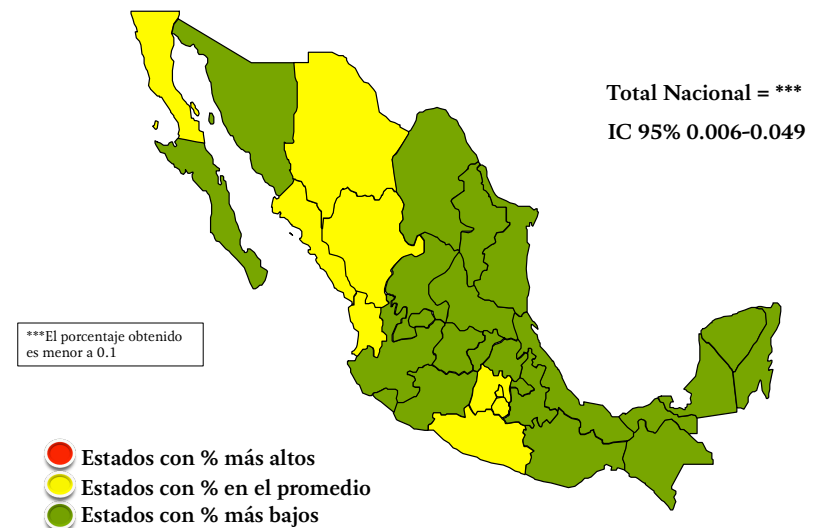 Total Nacional = ***
IC 95% 0.006-0.049
***El porcentaje obtenido
es menor a 0.1
Estados con % más altos
Estados con % en el promedio
Estados con % más bajos